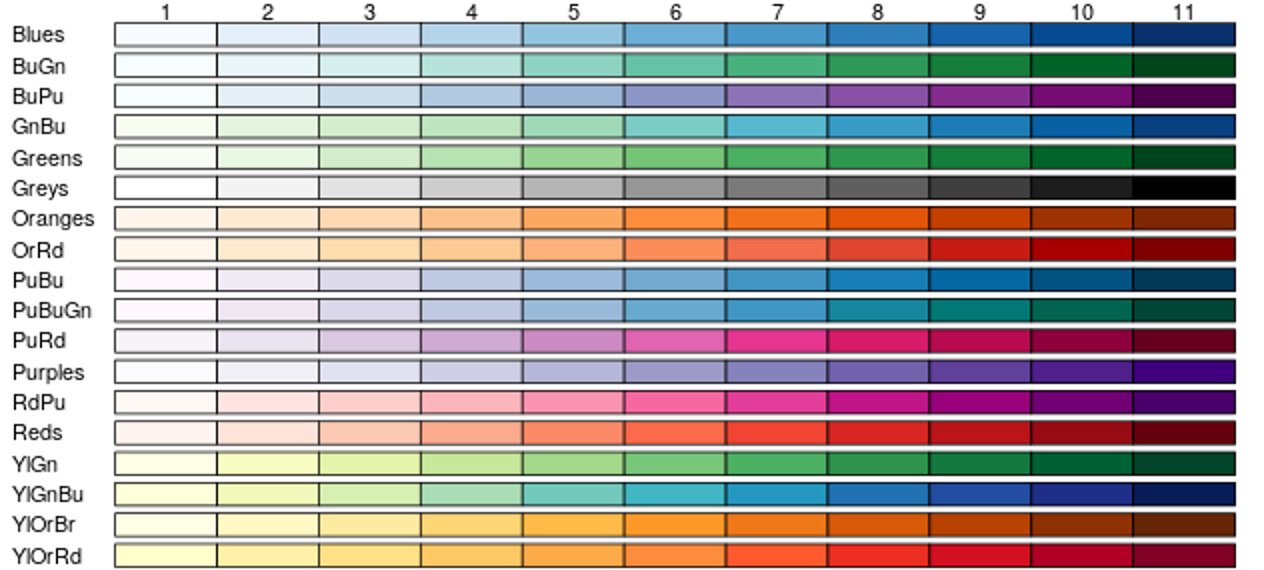 1 2 3 4 5 6 7 8 9 10 11
Blues
BuGn
BuPu
GnBu
Greens
Greys
Oranges
OrRd
PuBu
PuBuGn
PuRd
Purples
RdPu
Reds
YlGn
YlGnBu
YlOrBr
YlOrRd